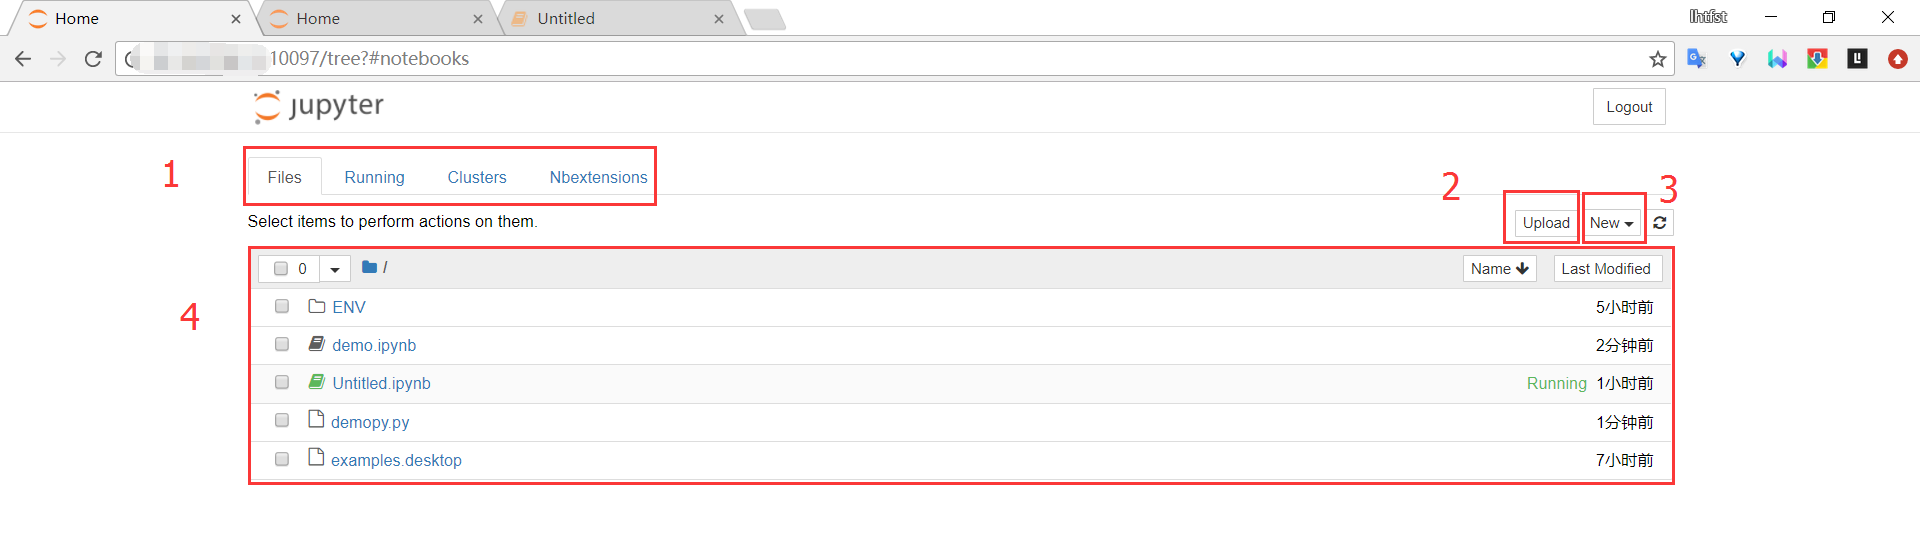 Home
Home
Untitled
lhtfst
10097/tree?#notebooks
jupyter
Logout
1
Files
Running
Clusters
Nbextensions
2
3
Select items to perform actions on them.
Upload
New
4
0
/
Name
Last Modified
ENV
5小时前
demo.ipynb
2分钟前
Untitled.ipynb
Running 1小时前
demopy.py
1分钟前
examples.desktop
7小时前